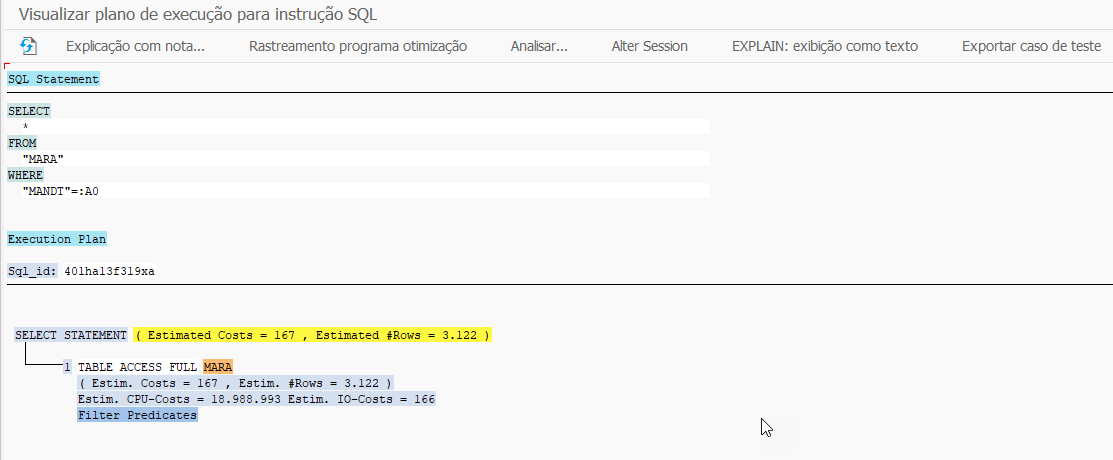 Visualizar plano de execução para instrução SQL
Explicação com nota... Rastreamento programa otimização Analisar... Alter Session EXPLAIN: exibição como texto Exportar caso de teste
SQL Statement
SELECT
*
FROM
"MARA"
WHERE
"MANDT"=:A0
Execution Plan
Sql_id: 401ha13f319xa
SELECT STATEMENT ( Estimated Costs = 167 , Estimated #Rows = 3.122 )
1 TABLE ACCESS FULL MARA
( Estim. Costs = 167 , Estim. #Rows = 3.122 )
Estim. CPU-Costs = 18.988.993 Estim. IO-Costs = 166
Filter Predicates